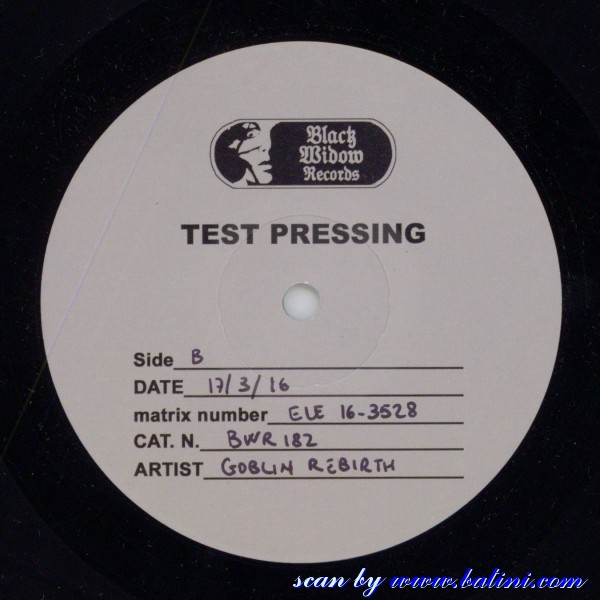 Black
Widow
Records
TEST PRESSING
Side B
DATE 17/3/16
matrix number ELE 16-3528
CAT. N. BWR 182
ARTIST GOBLIN REBIRTH
scan by www.batini.com